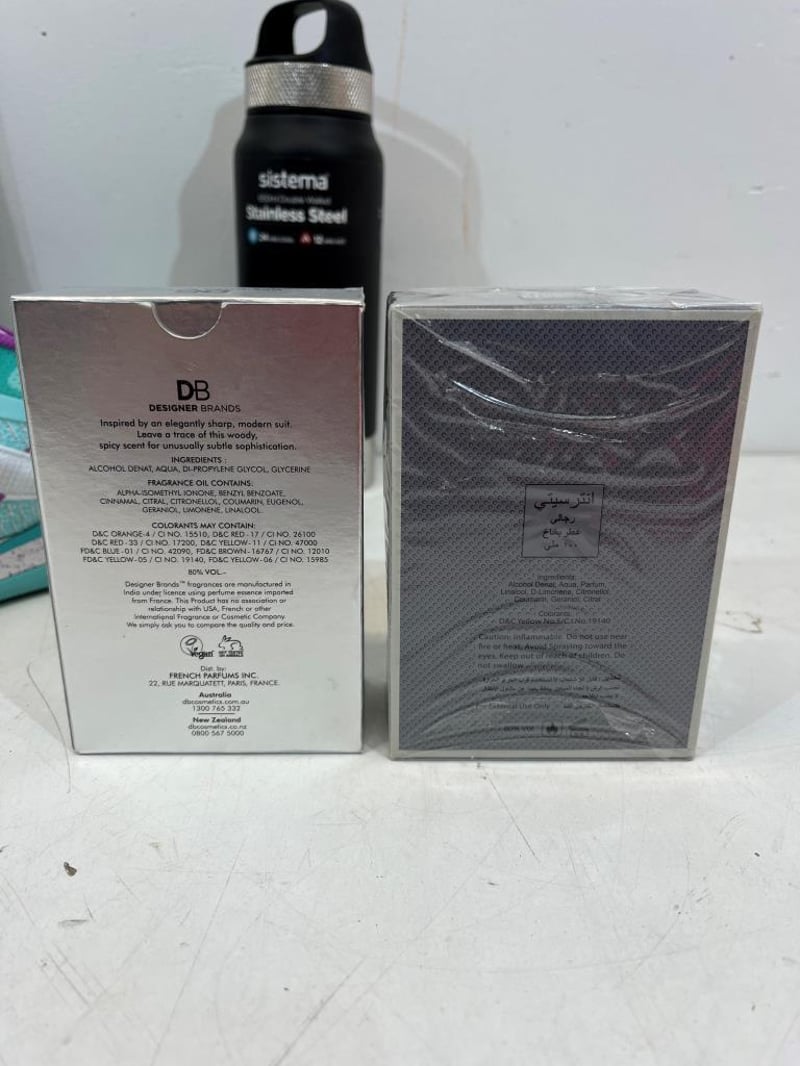 sistema
Stainless Steel
DB
DESIGNER BRANDS
Inspired by an elegantly sharp, modern suit.
Leave a trace of this woody,
spicy scent for unusually subtle sophistication.
INGREDIENTS :
ALCOHOL DENAT, AQUA, DI-PROPYLENE GLYCOL, GLYCERINE
FRAGRANCE OIL CONTAINS:
ALPHA-ISOMETHYL IONONE, BENZYL BENZOATE,
CINNAMAL, CITRAL, CITRONELLOL, COUMARIN, EUGENOL,
GERANIOL, LIMONENE, LINALOOL.
COLORANTS MAY CONTAIN:
D&C ORANGE-4 / CI NO. 15510, D&C RED-17 / CI NO. 26100
D&C RED-33 / CI NO. 17200, D&C YELLOW-11 / CI NO. 47000
FD&C BLUE-01 / CI NO. 42090, FD&C BROWN-16767 / CI NO. 12010
FD&C YELLOW-05 / CI NO. 19140, FD&C YELLOW-06 / CI NO. 15985
80% VOL.-
Designer Brands™ fragrances are manufactured in
India under licence using perfume essence imported
from France. This Product has no association or
relationship with USA, French or other
International Fragrance or Cosmetic Company.
We simply ask you to compare the quality and price.
Vegan
Dist. by:
FRENCH PARFUMS INC.
22, RUE MARQUATETT, PARIS, FRANCE.
Australia
dbcosmetics.com.au
1300 765 332
New Zealand
dbcosmetics.co.nz
0800 567 5000
انترسيتي
رجالي
عطر بخاخ
١٠٠ ملي
Ingredients:
Alcohol Denat, Aqua, Parfum,
Linalool, D-Limonene, Citronellol,
Coumarin, Geraniol, Citral
Colorants:
D&C Yellow No.5/C.I.No.19140
Caution: Inflammable. Do not use near
fire or heat. Avoid Spraying toward the
eyes. Keep out of reach of children. Do
not swallow
External Use Only
80% VOL